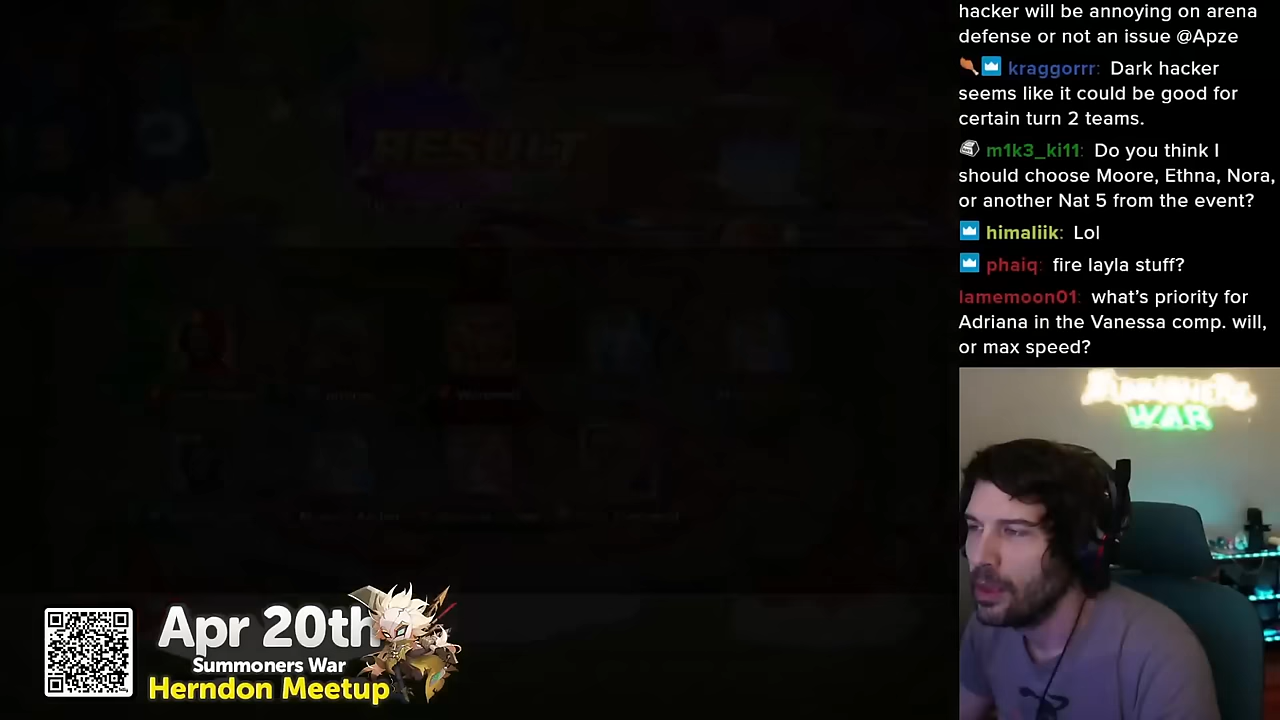 hacker will be annoying on arena
defense or not an issue @Apze
kraggorrr: Dark hacker
seems like it could be good for
certain turn 2 teams.
m1k3_ki11: Do you think I
should choose Moore, Ethna, Nora,
or another Nat 5 from the event?
himaliik: Lol
phaiq: fire layla stuff?
lamemoon01: what's priority for
Adriana in the Vanessa comp. will,
or max speed?
RESULT
SUMMONERS
WAR
Apr 20th
Summoners War
Herndon Meetup